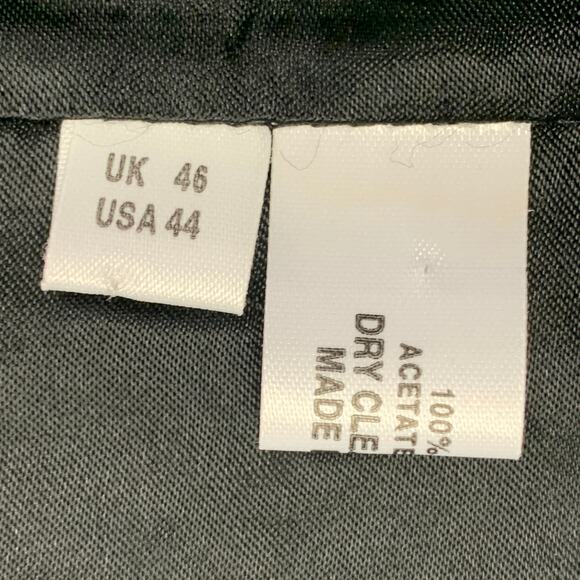 UK 46
USA 44
100%
ACETATE
DRY CLE
MADE